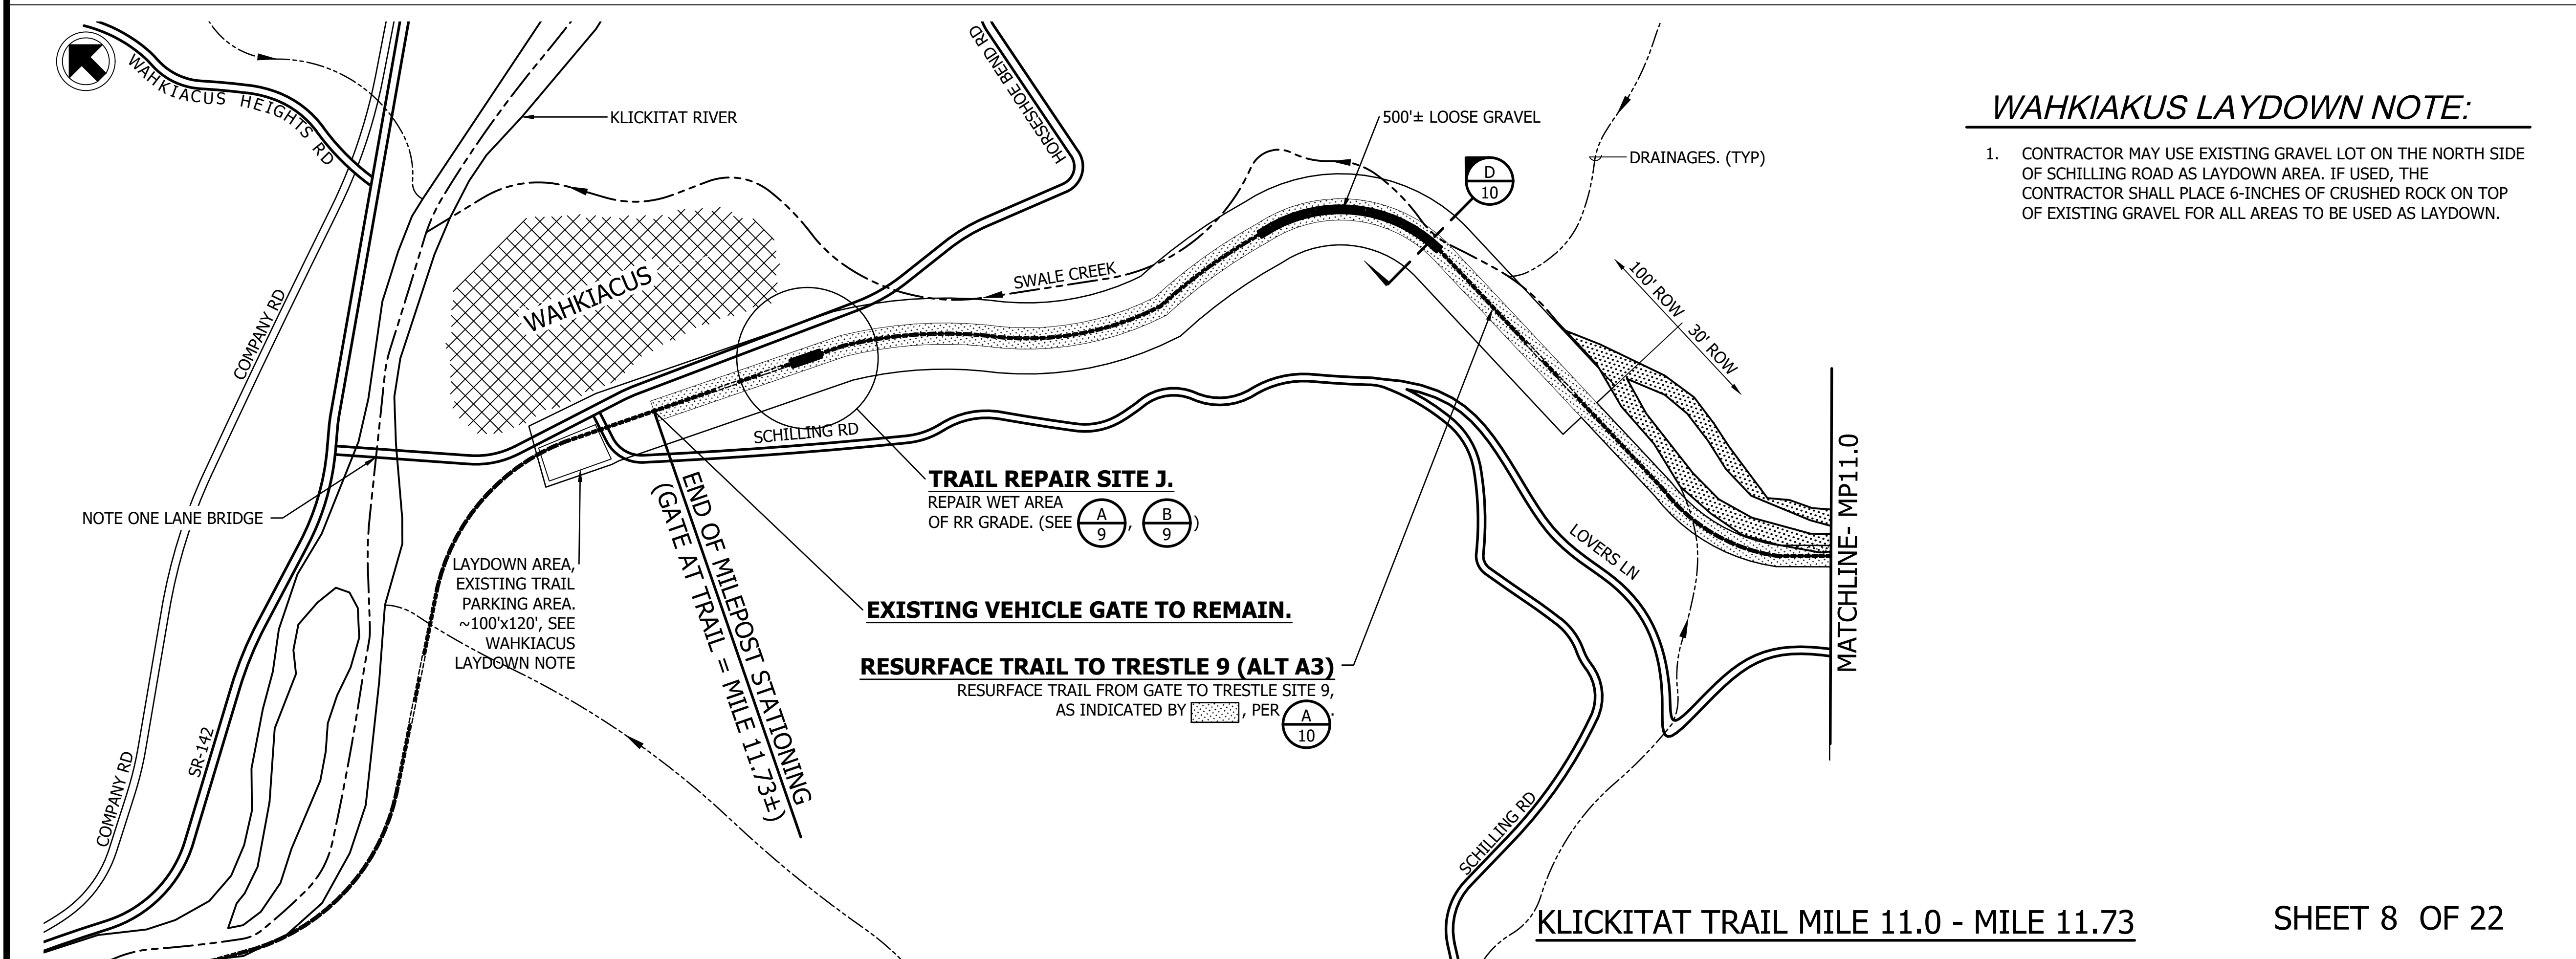 WAHKIACUS HEIGHTS RD
KLICKITAT RIVER
HORSESHOE BEND RD
500'± LOOSE GRAVEL
D
10
DRAINAGES. (TYP)
WAHKIAKUS LAYDOWN NOTE:
1. CONTRACTOR MAY USE EXISTING GRAVEL LOT ON THE NORTH SIDE
OF SCHILLING ROAD AS LAYDOWN AREA. IF USED, THE
CONTRACTOR SHALL PLACE 6-INCHES OF CRUSHED ROCK ON TOP
OF EXISTING GRAVEL FOR ALL AREAS TO BE USED AS LAYDOWN.
COMPANY RD
WAHKIACUS
SWALE CREEK
100' ROW
30' ROW
SCHILLING RD
NOTE ONE LANE BRIDGE
LAYDOWN AREA,
EXISTING TRAIL
PARKING AREA.
~100'x120', SEE
WAHKIACUS
LAYDOWN NOTE
END OF MILEPOST STATIONING
(GATE AT TRAIL = MILE 11.73±)
TRAIL REPAIR SITE J.
REPAIR WET AREA
OF RR GRADE. (SEE A 9, B 9)
EXISTING VEHICLE GATE TO REMAIN.
RESURFACE TRAIL TO TRESTLE 9 (ALT A3)
RESURFACE TRAIL FROM GATE TO TRESTLE SITE 9,
AS INDICATED BY , PER A 10.
LOVERS LN
MATCHLINE- MP11.0
SR-142
COMPANY RD
SCHILLING RD
KLICKITAT TRAIL MILE 11.0 - MILE 11.73
SHEET 8 OF 22